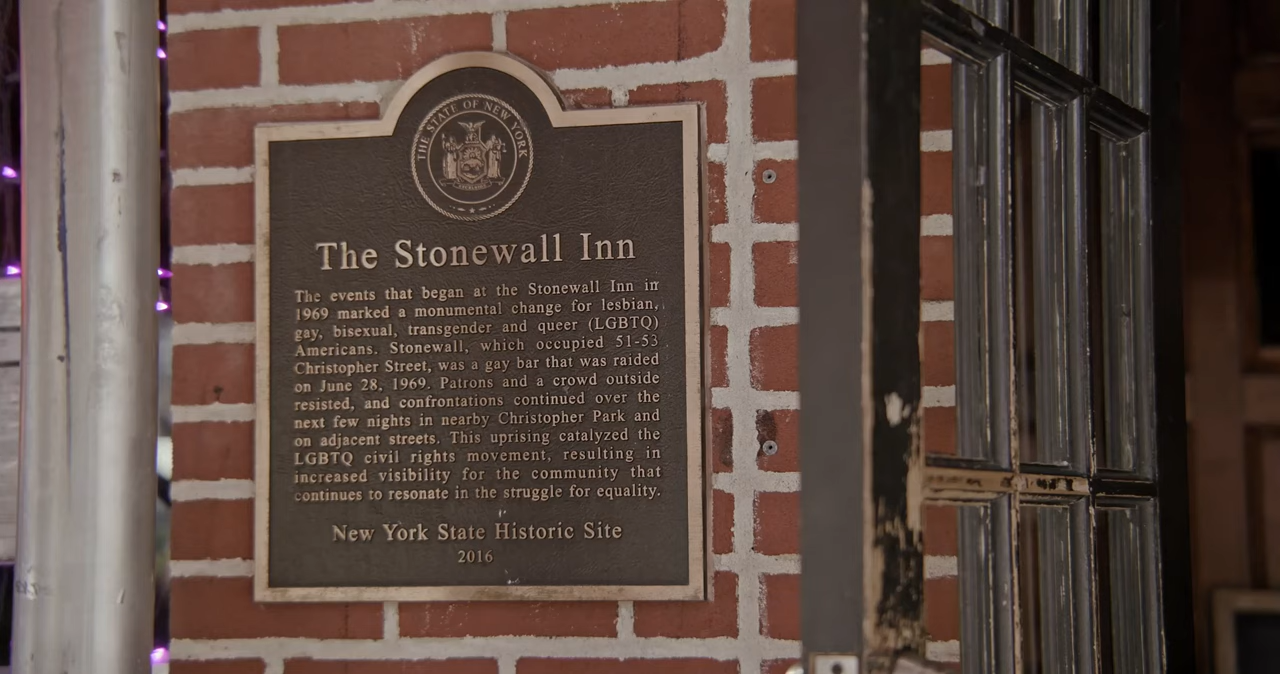 THE STATE OF NEW YORK
EXCELSIOR
The Stonewall Inn
The events that began at the Stonewall Inn in
1969 marked a monumental change for lesbian,
gay, bisexual, transgender and queer (LGBTQ)
Americans. Stonewall, which occupied 51-53
Christopher Street, was a gay bar that was raided
on June 28, 1969. Patrons and a crowd outside
resisted, and confrontations continued over the
next few nights in nearby Christopher Park and
on adjacent streets. This uprising catalyzed the
LGBTQ civil rights movement, resulting in
increased visibility for the community that
continues to resonate in the struggle for equality.
New York State Historic Site
2016